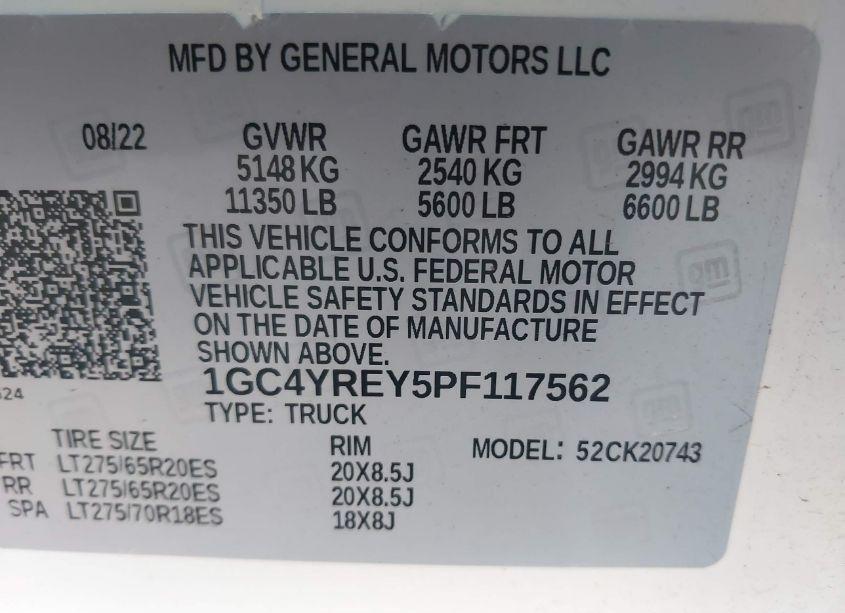 MFD BY GENERAL MOTORS LLC
08/22 GVWR GAWR FRT GAWR RR
5148 KG 2540 KG 2994 KG
11350 LB 5600 LB 6600 LB
THIS VEHICLE CONFORMS TO ALL
APPLICABLE U.S. FEDERAL MOTOR
VEHICLE SAFETY STANDARDS IN EFFECT
ON THE DATE OF MANUFACTURE
SHOWN ABOVE.
1GC4YREY5PF117562
624
TYPE: TRUCK
TIRE SIZE RIM MODEL: 52CK20743
FRT LT275/65R20ES 20X8.5J
RR LT275/65R20ES 20X8.5J
SPA LT275/70R18ES 18X8J
gm